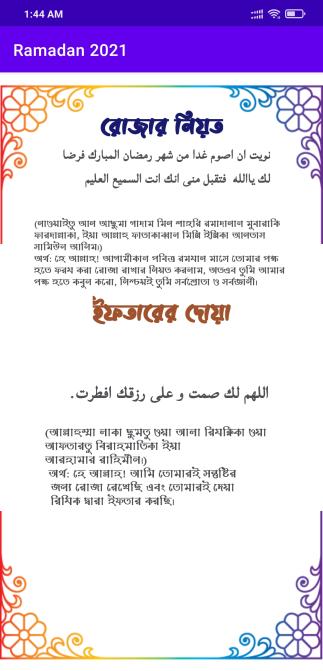 1:44 AM
Ramadan 2021
রোজার নিয়ত
نويت ان اصوم غدا من شهر رمضان المبارك فرضا
لك ياالله فتقبل منى انك انت السميع العليم
(নাওয়াইতু আন আছুমা গাদাম মিন শাহরি রমাদানাল মুবারাকি
ফারদাল্লাকা, ইয়া আল্লাহু ফাতাকাব্বাল মিন্নি ইন্নিকা আনতাস
সামিউল আলিম।)
অর্থ: হে আল্লাহ! আগামীকাল পবিত্র রমযান মাসে তোমার পক্ষ
হতে ফরয করা রোজা রাখার নিয়ত করলাম, অতএব তুমি আমার
পক্ষ হতে কবুল করো, নিশ্চয়ই তুমি সর্বশ্রোতা ও সর্বজ্ঞানী।
ইফতারের দোয়া
اللهم لك صمت و على رزقك افطرت.
(আল্লাহুম্মা লাকা ছুমতু ওয়া আলা রিযক্বিকা ওয়া
আফতারতু বিরাহমাতিকা ইয়া
আরহামার রাহিমীন।)
অর্থ: হে আল্লাহ! আমি তোমারই সন্তুষ্টির
জন্য রোজা রেখেছি এবং তোমারই দেয়া
রিযিক দ্বারা ইফতার করছি।